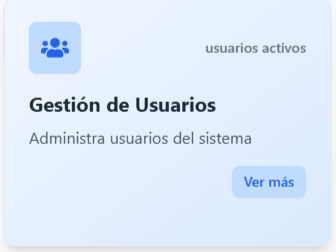 usuarios activos
Gestión de Usuarios
Administra usuarios del sistema
Ver más